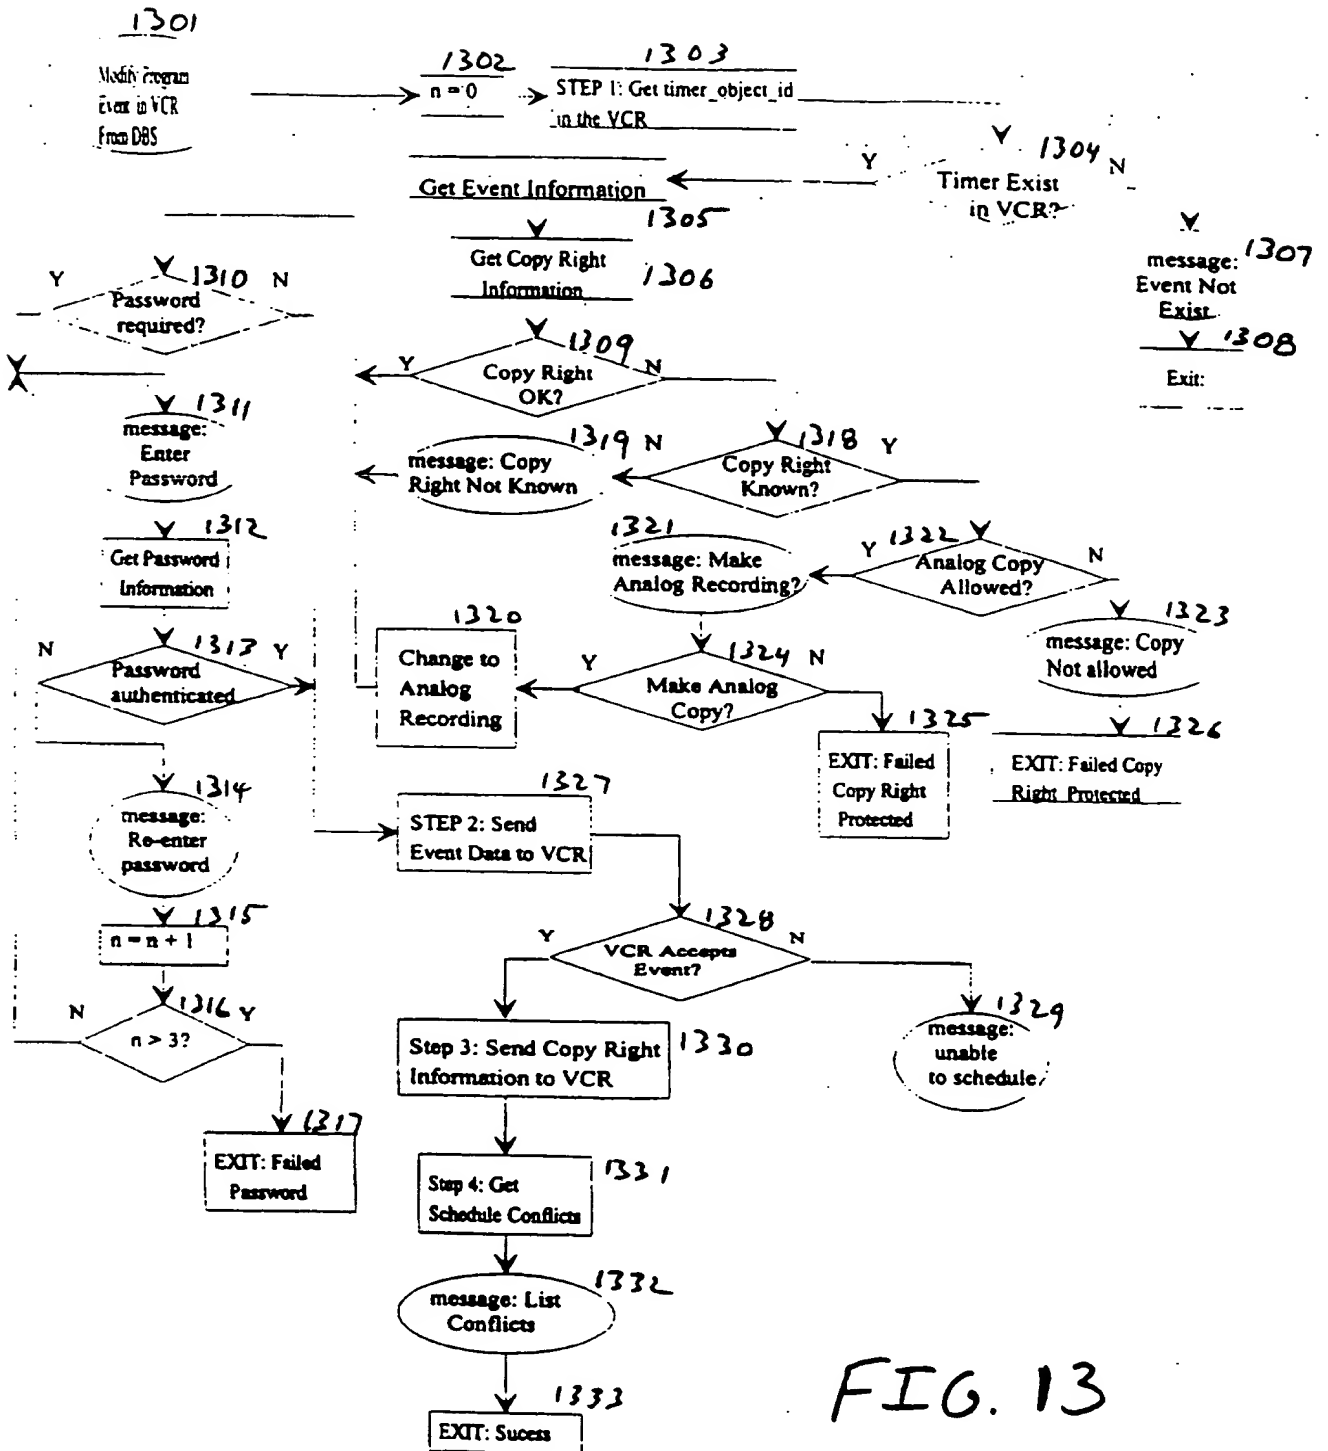 1301
Modify Program
Event in VCR
From DBS
1302
n = 0
1303
STEP 1: Get timer_object_id
in the VCR
1304
Y
N
Timer Exist
in VCR?
Get Event Information
1305
Get Copy Right
Information
1306
1307
message:
Event Not
Exist
1308
Exit:
1310
Y
N
Password
required?
1309
Y
N
Copy Right
OK?
1311
message:
Enter
Password
1319
message: Copy
Right Not Known
1318
N
Y
Copy Right
Known?
1312
Get Password
Information
1321
message: Make
Analog Recording?
1322
Y
N
Analog Copy
Allowed?
1323
message: Copy
Not allowed
1313
N
Y
Password
authenticated
1320
Change to
Analog
Recording
1324
Y
N
Make Analog
Copy?
1325
EXIT: Failed
Copy Right
Protected
1326
EXIT: Failed Copy
Right Protected
1314
message:
Re-enter
password
1327
STEP 2: Send
Event Data to VCR
1315
n = n + 1
1328
Y
N
VCR Accepts
Event?
1316
N
Y
n > 3?
1329
message:
unable
to schedule
1330
Step 3: Send Copy Right
Information to VCR
1317
EXIT: Failed
Password
1331
Step 4: Get
Schedule Conflicts
1332
message: List
Conflicts
1333
EXIT: Sucess
FIG. 13